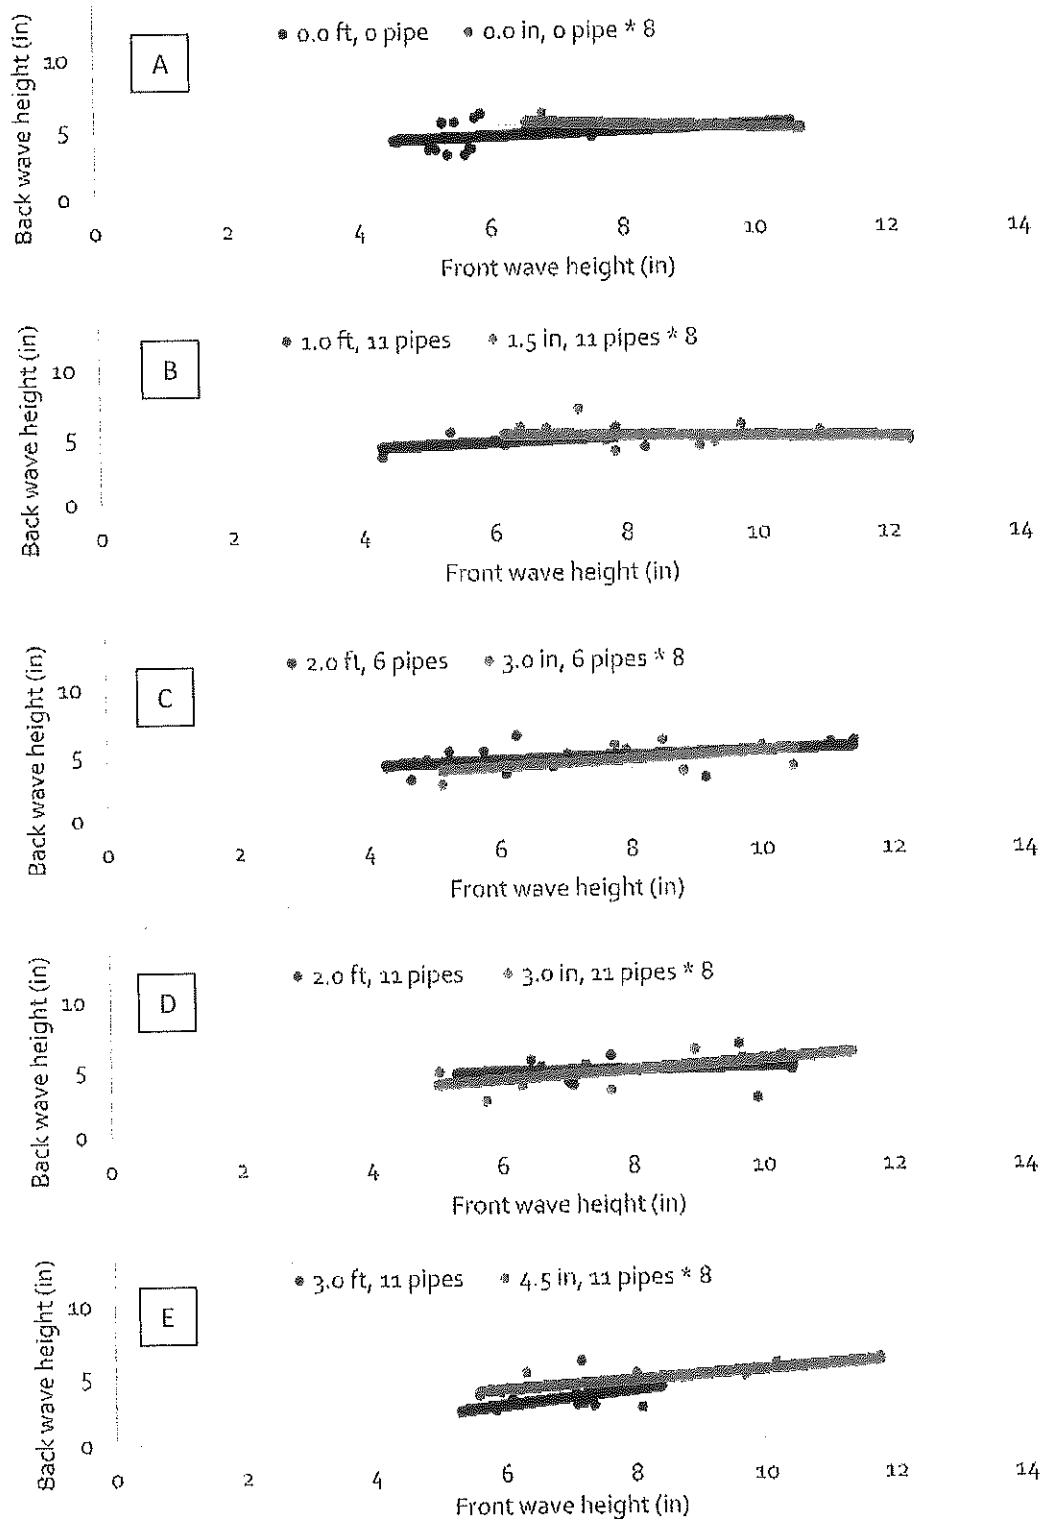 • 0.0 ft, 0 pipe • 0.0 in, 0 pipe * 8
A
Back wave height (in)
10
5
0
0 2 4 6 8 10 12 14
Front wave height (in)
• 1.0 ft, 11 pipes • 1.5 in, 11 pipes * 8
B
Back wave height (in)
10
5
0
0 2 4 6 8 10 12 14
Front wave height (in)
• 2.0 ft, 6 pipes • 3.0 in, 6 pipes * 8
C
Back wave height (in)
10
5
0
0 2 4 6 8 10 12 14
Front wave height (in)
• 2.0 ft, 11 pipes • 3.0 in, 11 pipes * 8
D
Back wave height (in)
10
5
0
0 2 4 6 8 10 12 14
Front wave height (in)
• 3.0 ft, 11 pipes • 4.5 in, 11 pipes * 8
E
Back wave height (in)
10
5
0
0 2 4 6 8 10 12 14
Front wave height (in)